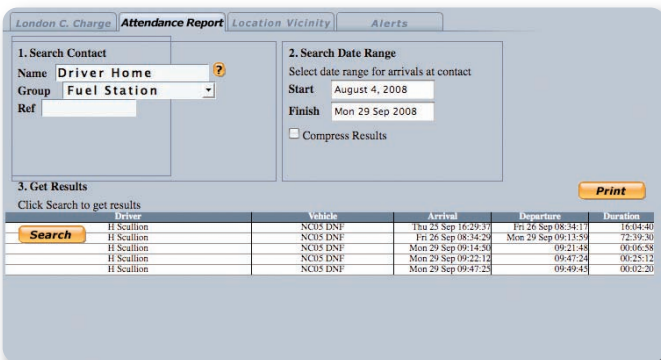 London C. Charge Attendance Report Location Vicinity Alerts
1. Search Contact
Name Driver Home ?
Group Fuel Station
Ref
2. Search Date Range
Select date range for arrivals at contact
Start August 4, 2008
Finish Mon 29 Sep 2008
Compress Results
3. Get Results
Print
Click Search to get results
Driver Vehicle Arrival Departure Duration
Search
H Scullion NC05 DNF Thu 25 Sep 16:29:37 Fri 26 Sep 08:34:17 16:04:40
H Scullion NC05 DNF Fri 26 Sep 08:34:29 Mon 29 Sep 09:13:59 72:39:30
H Scullion NC05 DNF Mon 29 Sep 09:14:50 09:21:48 00:06:58
H Scullion NC05 DNF Mon 29 Sep 09:22:12 09:47:24 00:25:12
H Scullion NC05 DNF Mon 29 Sep 09:47:25 09:49:45 00:02:20